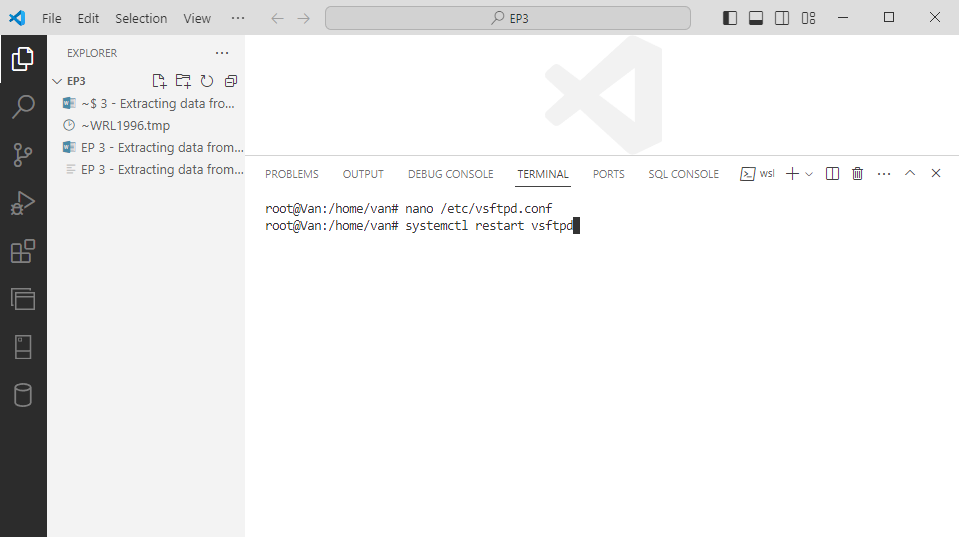 File Edit Selection View ··· EP3
EXPLORER ···
EP3
~$ 3 - Extracting data fro...
~WRL1996.tmp
EP 3 - Extracting data from...
EP 3 - Extracting data from...
PROBLEMS OUTPUT DEBUG CONSOLE TERMINAL PORTS SQL CONSOLE wsl ···
root@Van:/home/van# nano /etc/vsftpd.conf
root@Van:/home/van# systemctl restart vsftpd